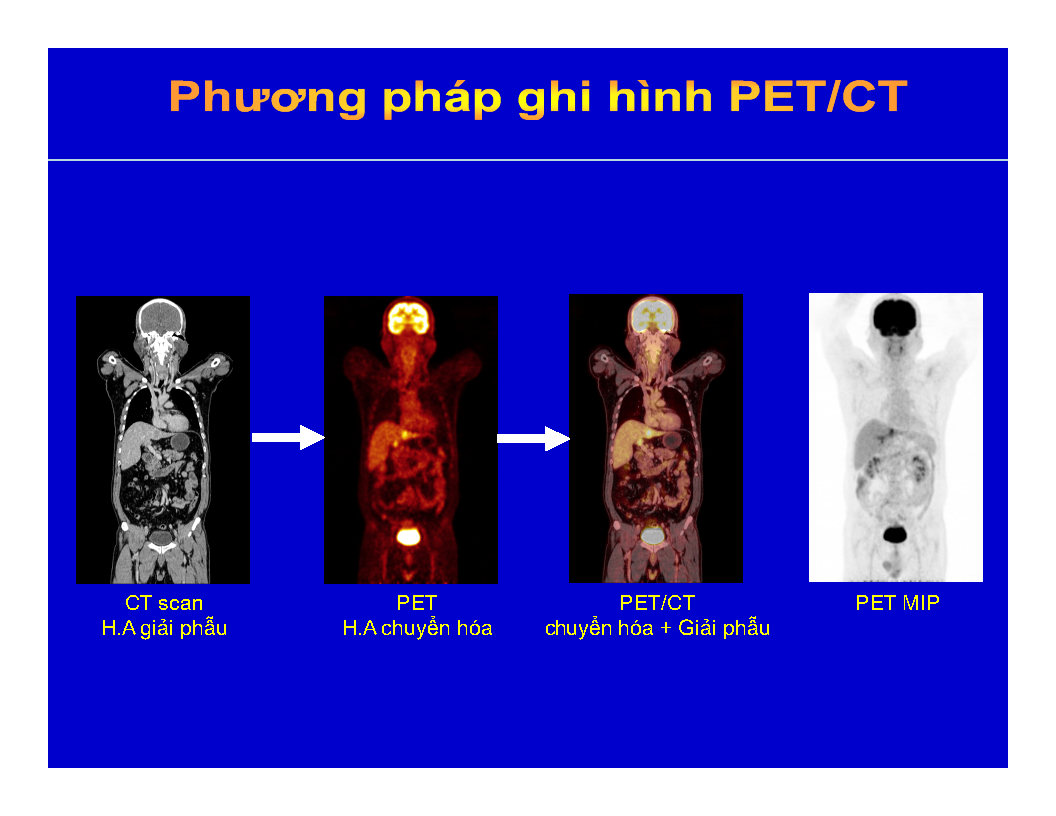 Phương pháp ghi hình PET/CT
CT scan
H.A giải phẫu
PET
H.A chuyển hóa
PET/CT
chuyển hóa + Giải phẫu
PET MIP